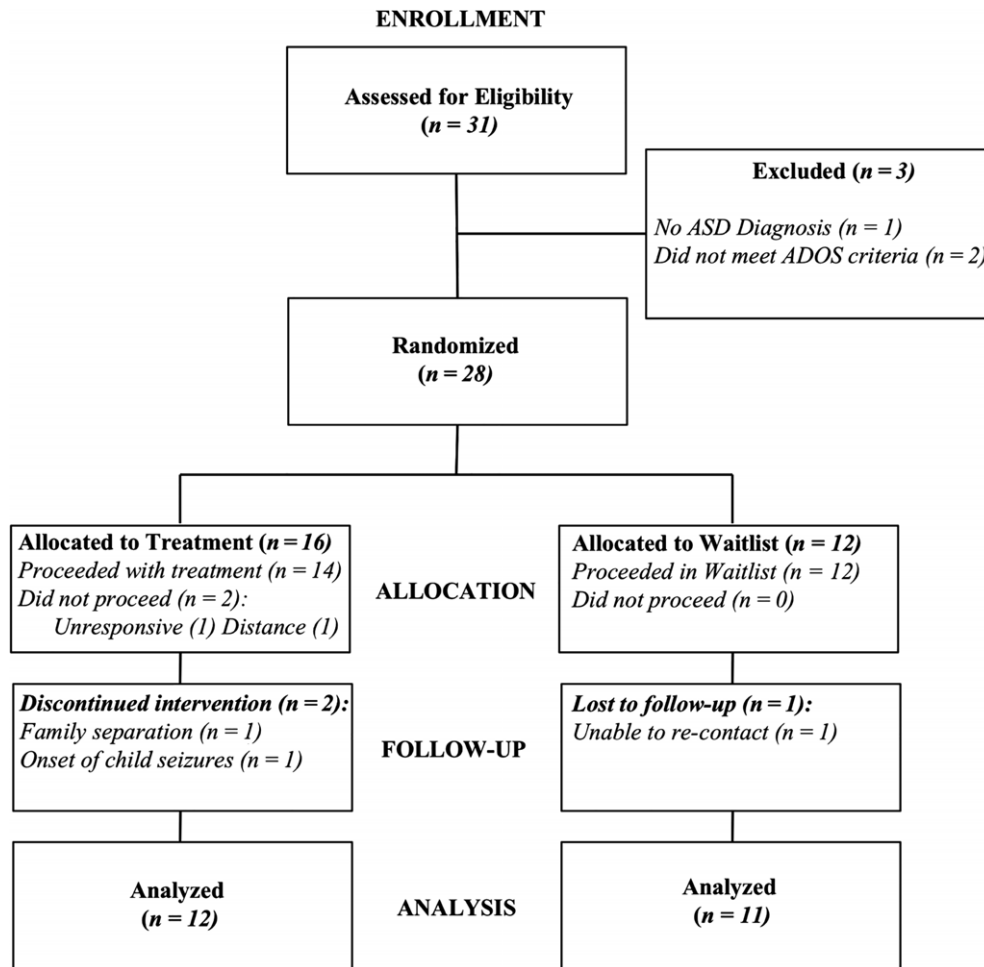 ENROLLMENT
Assessed for Eligibility
(n = 31)
Excluded (n = 3)
No ASD Diagnosis (n = 1)
Did not meet ADOS criteria (n = 2)
Randomized
(n = 28)
Allocated to Treatment (n = 16)
Proceeded with treatment (n = 14)
Did not proceed (n = 2):
Unresponsive (1) Distance (1)
ALLOCATION
Allocated to Waitlist (n = 12)
Proceeded in Waitlist (n = 12)
Did not proceed (n = 0)
Discontinued intervention (n = 2):
Family separation (n = 1)
Onset of child seizures (n = 1)
FOLLOW-UP
Lost to follow-up (n = 1):
Unable to re-contact (n = 1)
Analyzed
(n = 12)
ANALYSIS
Analyzed
(n = 11)